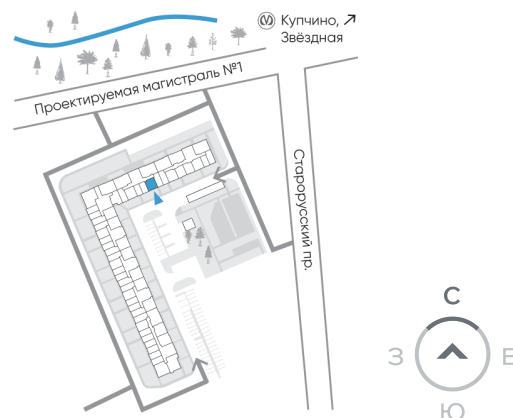 М Купчино, ↗
Звёздная
Проектируемая магистраль №1
Старорусский пр.
С
З
В
Ю